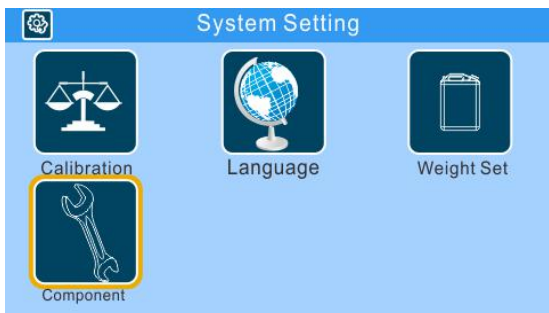 System Setting
Calibration
Language
Weight Set
Component